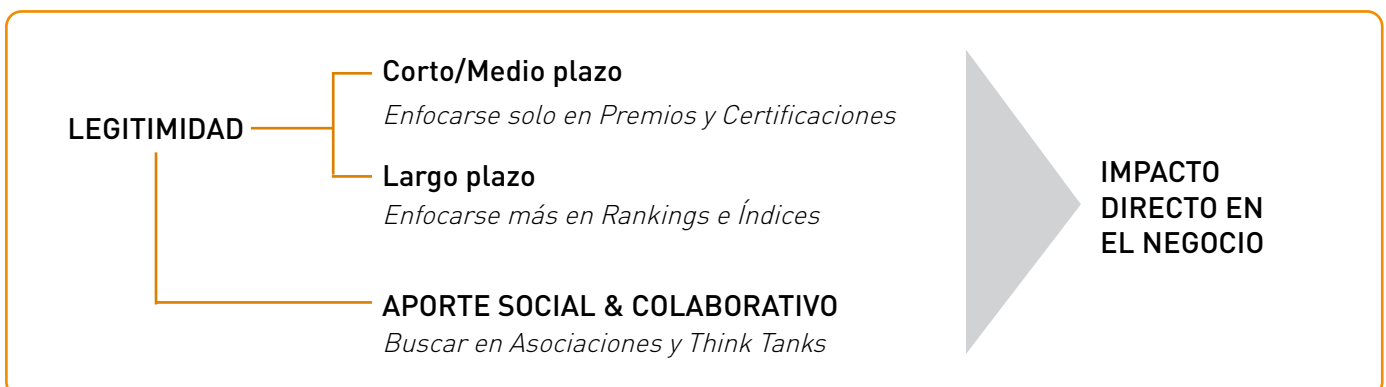 LEGITIMIDAD
Corto/Medio plazo
Enfocarse solo en Premios y Certificaciones
Largo plazo
Enfocarse más en Rankings e Índices
APORTE SOCIAL & COLABORATIVO
Buscar en Asociaciones y Think Tanks
IMPACTO
DIRECTO EN
EL NEGOCIO